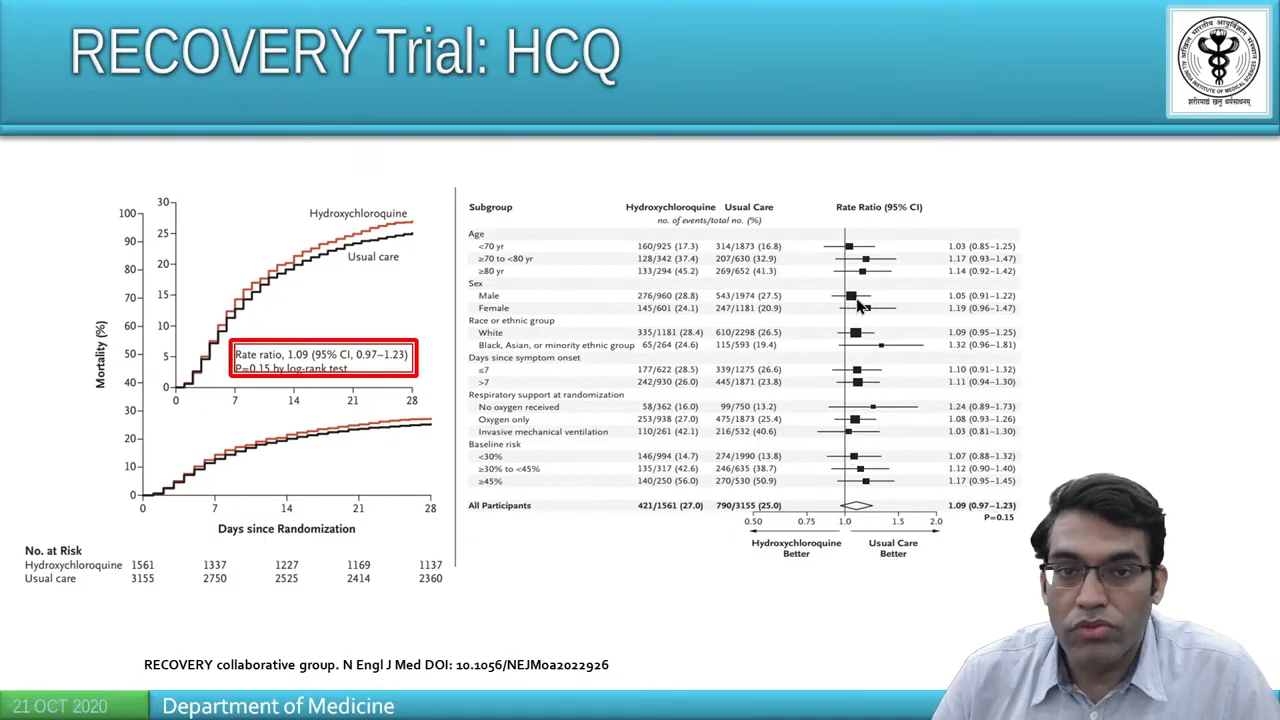 RECOVERY Trial: HCQ
ALL INDIA INSTITUTE OF MEDICAL SCIENCES
शरीरमाद्यं खलु धर्मसाधनम्
30
25
20
15
10
5
0
0 7 14 21 28
Hydroxychloroquine
Usual care
Rate ratio, 1.09 (95% CI, 0.97–1.23)
P=0.15 by log-rank test
Mortality (%)
100
90
80
70
60
50
40
30
20
10
0
0 7 14 21 28
Days since Randomization
No. at Risk
Hydroxychloroquine 1561 1337 1227 1169 1137
Usual care 3155 2750 2525 2414 2360
Subgroup Hydroxychloroquine Usual Care Rate Ratio (95% CI)
no. of events/total no. (%)
Age
<70 yr 160/925 (17.3) 314/1873 (16.8) 1.03 (0.85–1.25)
≥70 to <80 yr 128/342 (37.4) 207/630 (32.9) 1.17 (0.93–1.47)
≥80 yr 133/294 (45.2) 269/652 (41.3) 1.14 (0.92–1.42)
Sex
Male 276/960 (28.8) 543/1974 (27.5) 1.05 (0.91–1.22)
Female 145/601 (24.1) 247/1181 (20.9) 1.19 (0.96–1.47)
Race or ethnic group
White 335/1181 (28.4) 610/2298 (26.5) 1.09 (0.95–1.25)
Black, Asian, or minority ethnic group 65/264 (24.6) 115/593 (19.4) 1.32 (0.96–1.81)
Days since symptom onset
≤7 177/622 (28.5) 339/1275 (26.6) 1.10 (0.91–1.32)
>7 242/930 (26.0) 445/1871 (23.8) 1.11 (0.94–1.30)
Respiratory support at randomization
No oxygen received 58/362 (16.0) 99/750 (13.2) 1.24 (0.89–1.73)
Oxygen only 253/938 (27.0) 475/1873 (25.4) 1.08 (0.93–1.26)
Invasive mechanical ventilation 110/261 (42.1) 216/532 (40.6) 1.03 (0.81–1.30)
Baseline risk
<30% 146/994 (14.7) 274/1990 (13.8) 1.07 (0.88–1.32)
≥30% to <45% 135/317 (42.6) 246/635 (38.7) 1.12 (0.90–1.40)
≥45% 140/250 (56.0) 270/530 (50.9) 1.17 (0.95–1.45)
All Participants 421/1561 (27.0) 790/3155 (25.0) 1.09 (0.97–1.23)
P=0.15
0.50 0.75 1.0 1.5 2.0
Hydroxychloroquine Better
Usual Care Better
RECOVERY collaborative group. N Engl J Med DOI: 10.1056/NEJMoa2022926
21 OCT 2020
Department of Medicine